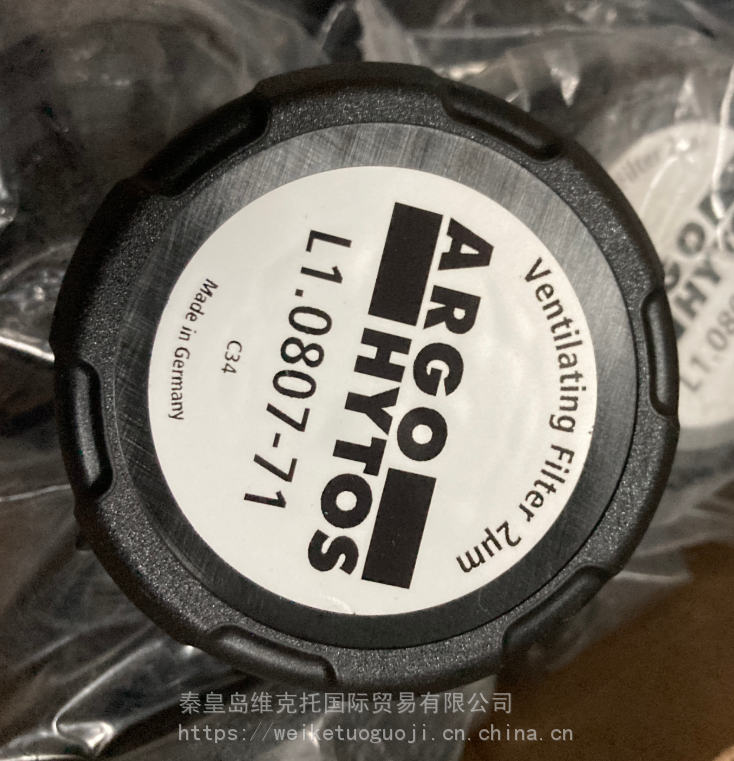 Ventilating Filter 2µm
ARGO
HYTOS
L1.0807-71
C34
Made in Germany
秦皇岛维克托国际贸易有限公司
https://weiketuoguoji.cn.china.cn